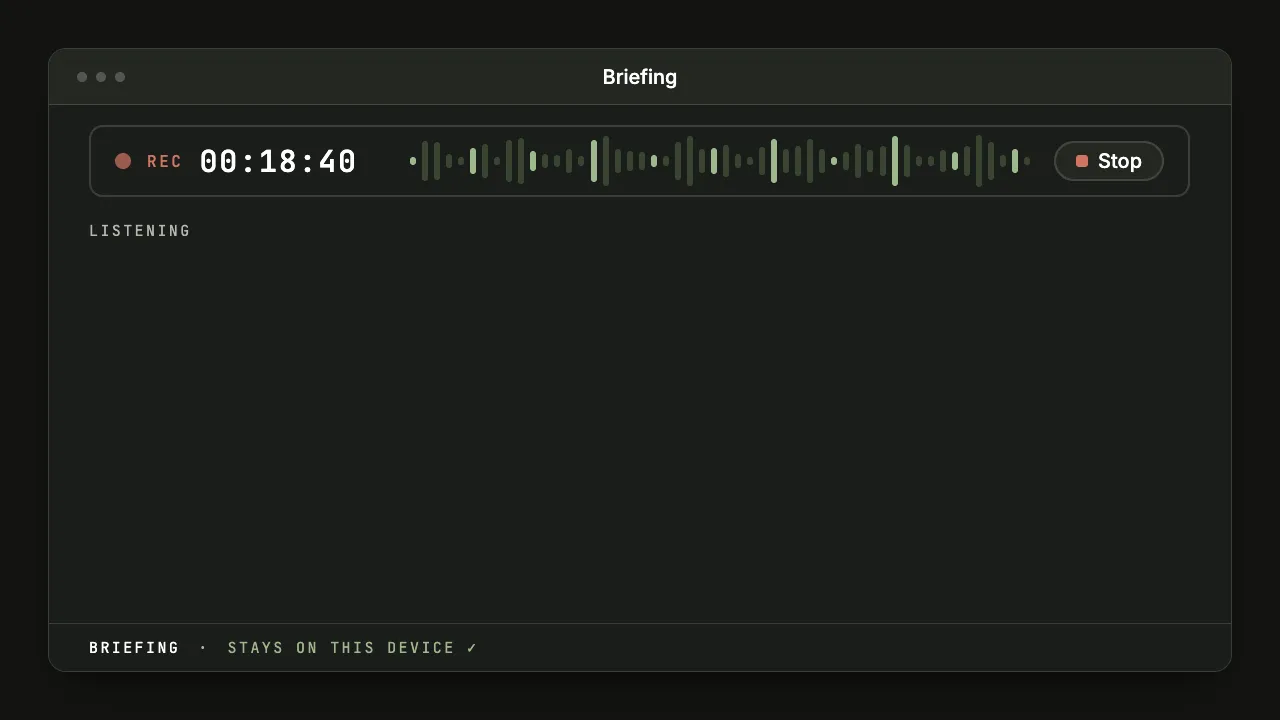 Briefing
REC 00:18:40
Stop
LISTENING
BRIEFING · STAYS ON THIS DEVICE ✓